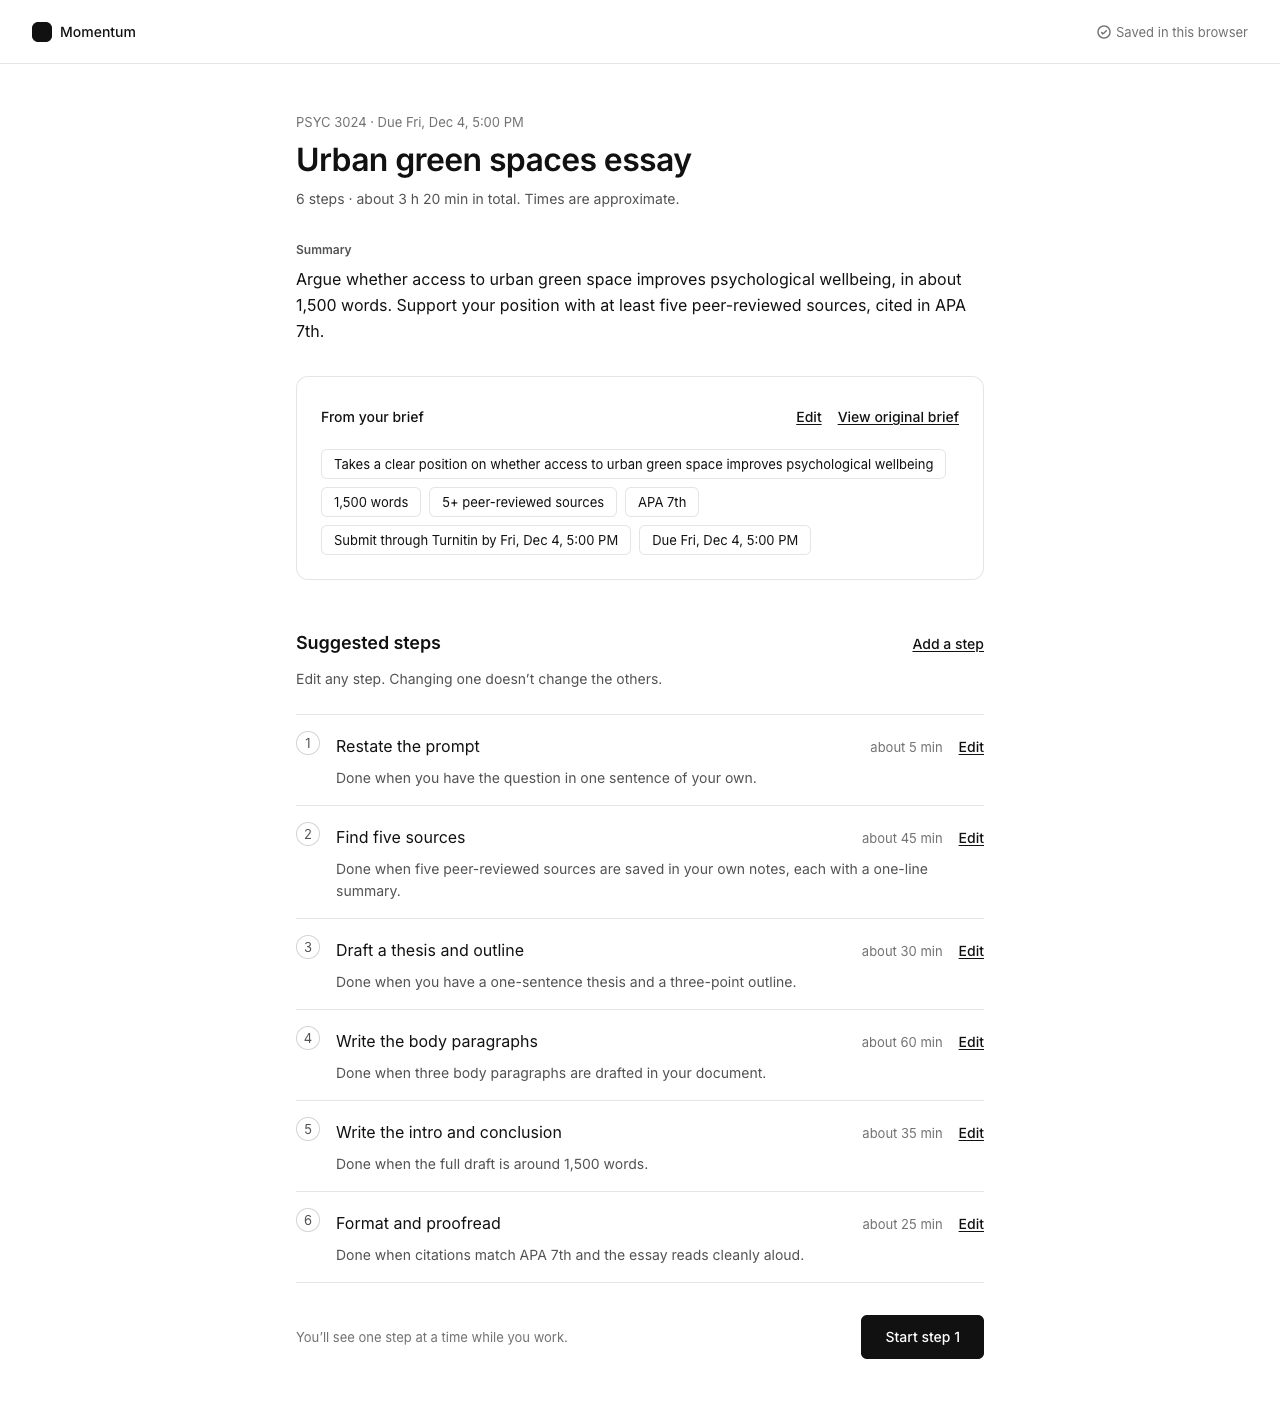 Momentum
Saved in this browser
PSYC 3024 · Due Fri, Dec 4, 5:00 PM
Urban green spaces essay
6 steps · about 3 h 20 min in total. Times are approximate.
Summary
Argue whether access to urban green space improves psychological wellbeing, in about
1,500 words. Support your position with at least five peer-reviewed sources, cited in APA
7th.
From your brief
Edit
View original brief
Takes a clear position on whether access to urban green space improves psychological wellbeing
1,500 words
5+ peer-reviewed sources
APA 7th
Submit through Turnitin by Fri, Dec 4, 5:00 PM
Due Fri, Dec 4, 5:00 PM
Suggested steps
Add a step
Edit any step. Changing one doesn’t change the others.
1
Restate the prompt
about 5 min
Edit
Done when you have the question in one sentence of your own.
2
Find five sources
about 45 min
Edit
Done when five peer-reviewed sources are saved in your own notes, each with a one-line
summary.
3
Draft a thesis and outline
about 30 min
Edit
Done when you have a one-sentence thesis and a three-point outline.
4
Write the body paragraphs
about 60 min
Edit
Done when three body paragraphs are drafted in your document.
5
Write the intro and conclusion
about 35 min
Edit
Done when the full draft is around 1,500 words.
6
Format and proofread
about 25 min
Edit
Done when citations match APA 7th and the essay reads cleanly aloud.
You’ll see one step at a time while you work.
Start step 1